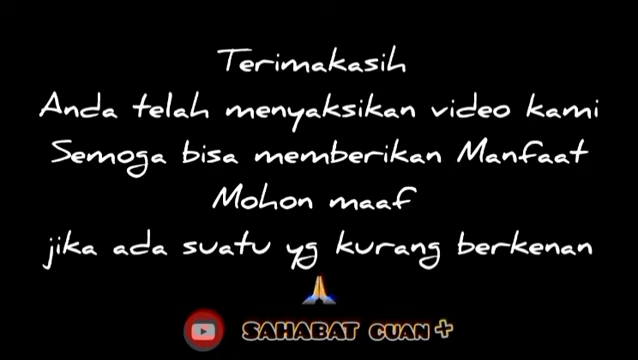 Terimakasih
Anda telah menyaksikan video kami
Semoga bisa memberikan Manfaat
Mohon maaf
jika ada suatu yg kurang berkenan
🙏
SAHABAT CUAN +